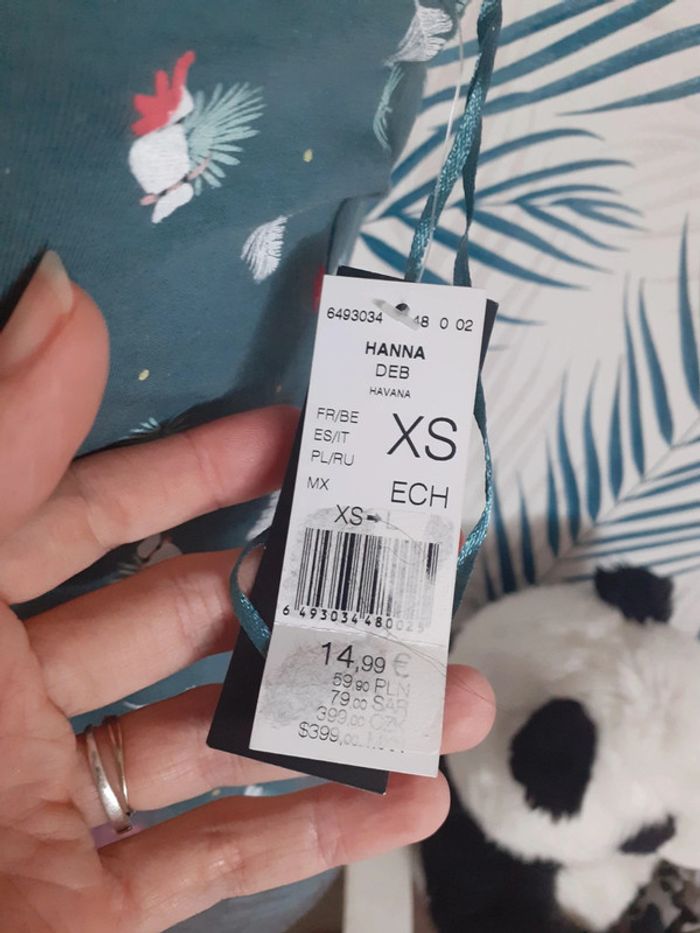 6493034 48 0 02
HANNA
DEB
HAVANA
FR/BE
ES/IT
PL/RU
MX
XS
ECH
XS
6 493034 480025
14,99 €
59,90 PLN
79,00 SAR
399,00 CZK
$399,00